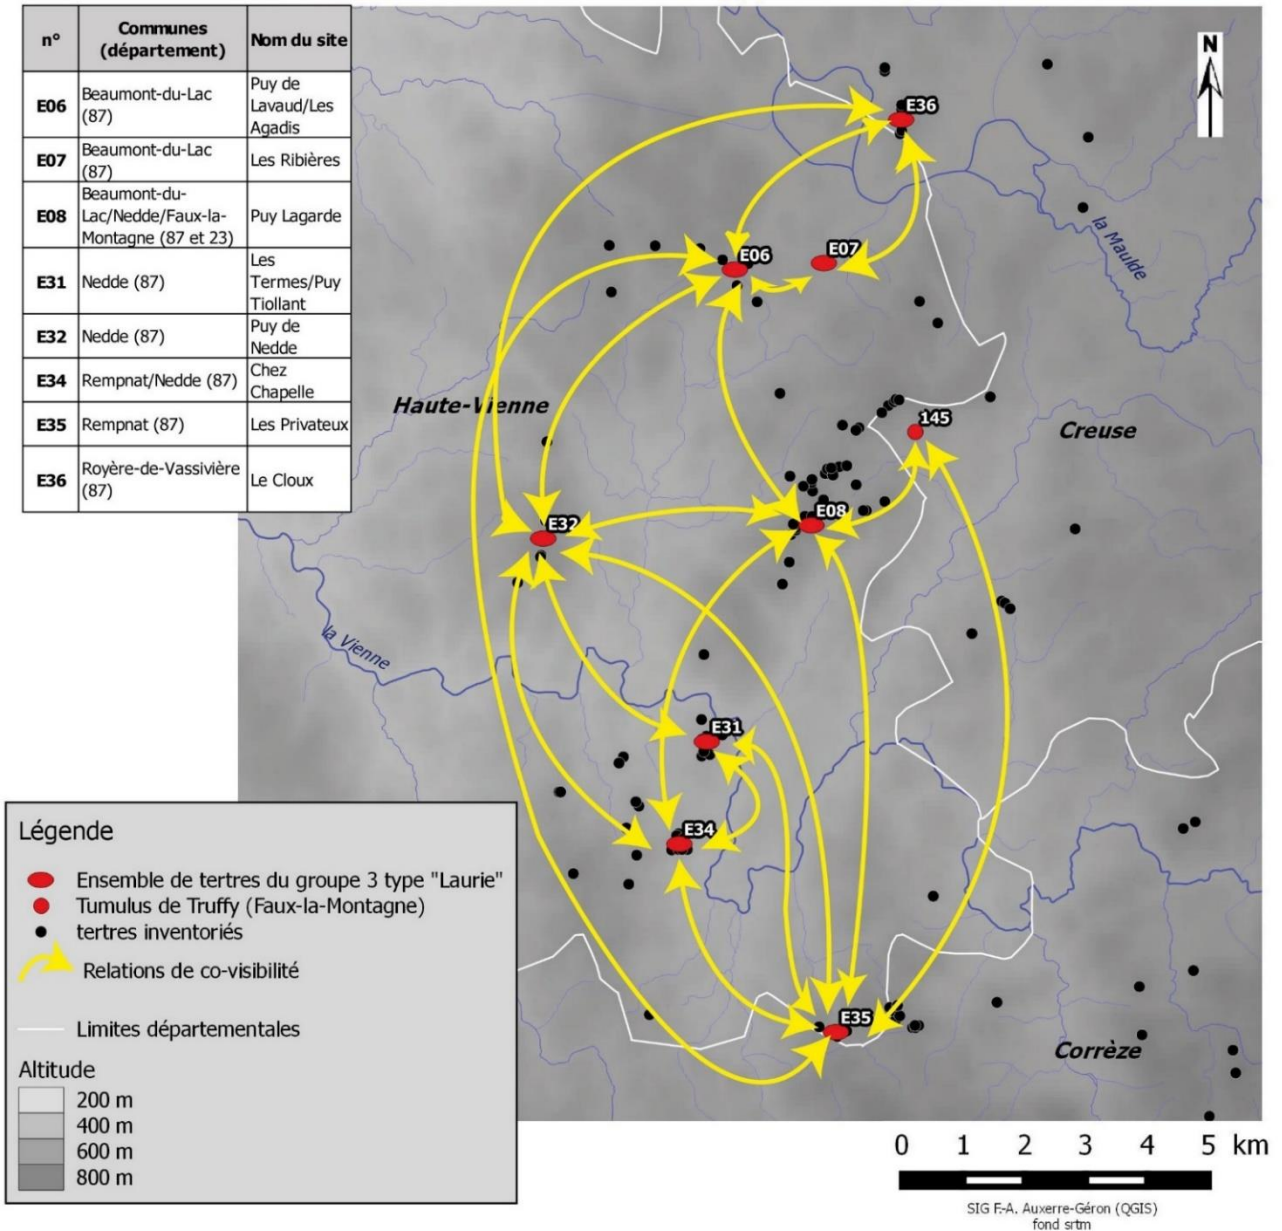 n°
Communes
(département)
Nom du site
E06
Beaumont-du-Lac
(87)
Puy de
Lavaud/Les
Agadis
E07
Beaumont-du-Lac
(87)
Les Ribières
E08
Beaumont-du-
Lac/Nedde/Faux-la-
Montagne (87 et 23)
Puy Lagarde
E31
Nedde (87)
Les
Termes/Puy
Tiollant
E32
Nedde (87)
Puy de
Nedde
E34
Rempnat/Nedde (87)
Chez
Chapelle
E35
Rempnat (87)
Les Privateux
E36
Royère-de-Vassivière
(87)
Le Cloux
N
E36
la Maulde
E06
E07
Haute-Vienne
145
Creuse
E08
E32
la Vienne
E31
E34
E35
Corrèze
Légende
Ensemble de tertres du groupe 3 type "Laurie"
Tumulus de Truffy (Faux-la-Montagne)
tertres inventoriés
Relations de co-visibilité
Limites départementales
Altitude
200 m
400 m
600 m
800 m
0 1 2 3 4 5 km
SIG F.-A. Auxerre-Géron (QGIS)
fond srtm